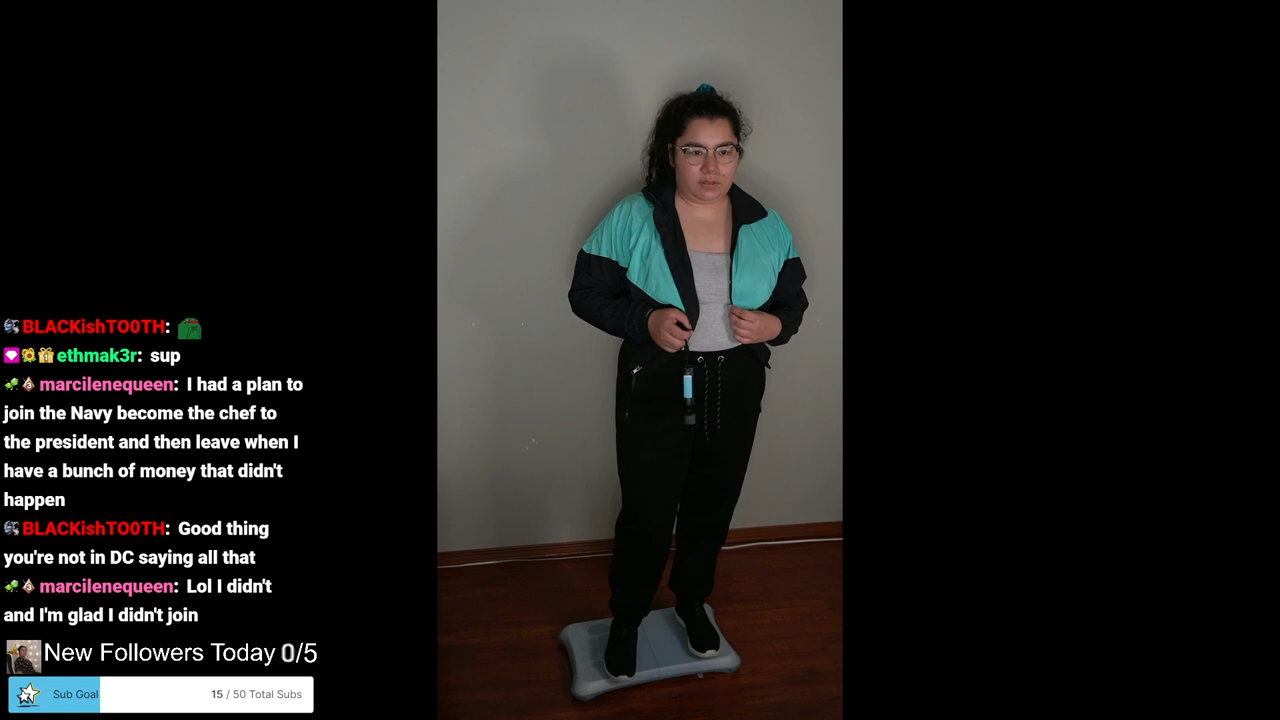 BLACKishTO0TH:
ethmak3r: sup
marcilenequeen: I had a plan to
join the Navy become the chef to
the president and then leave when I
have a bunch of money that didn't
happen
BLACKishTO0TH: Good thing
you're not in DC saying all that
marcilenequeen: Lol I didn't
and I'm glad I didn't join
New Followers Today 0/5
Sub Goal 15 / 50 Total Subs